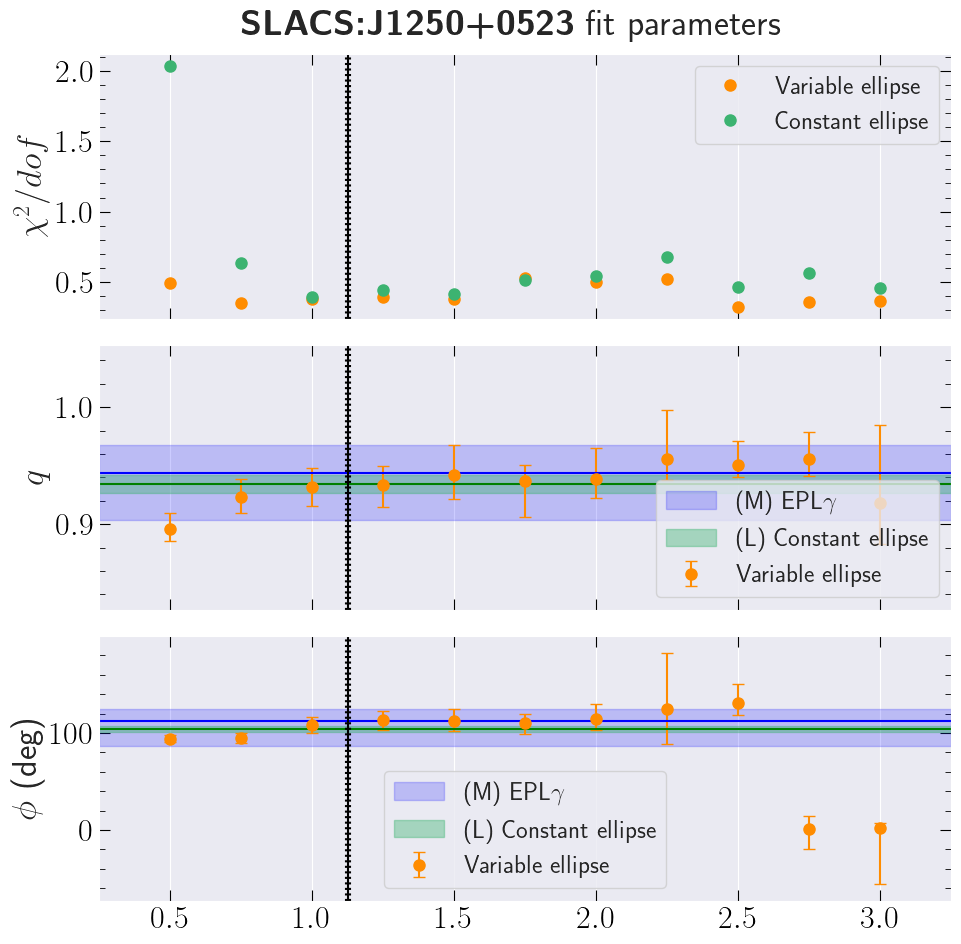 SLACS:J1250+0523 fit parameters
χ²/dof
2.0
1.5
1.0
0.5
Variable ellipse
Constant ellipse
q
1.0
0.9
(M) EPLγ
(L) Constant ellipse
Variable ellipse
ϕ (deg)
100
0
(M) EPLγ
(L) Constant ellipse
Variable ellipse
0.5 1.0 1.5 2.0 2.5 3.0